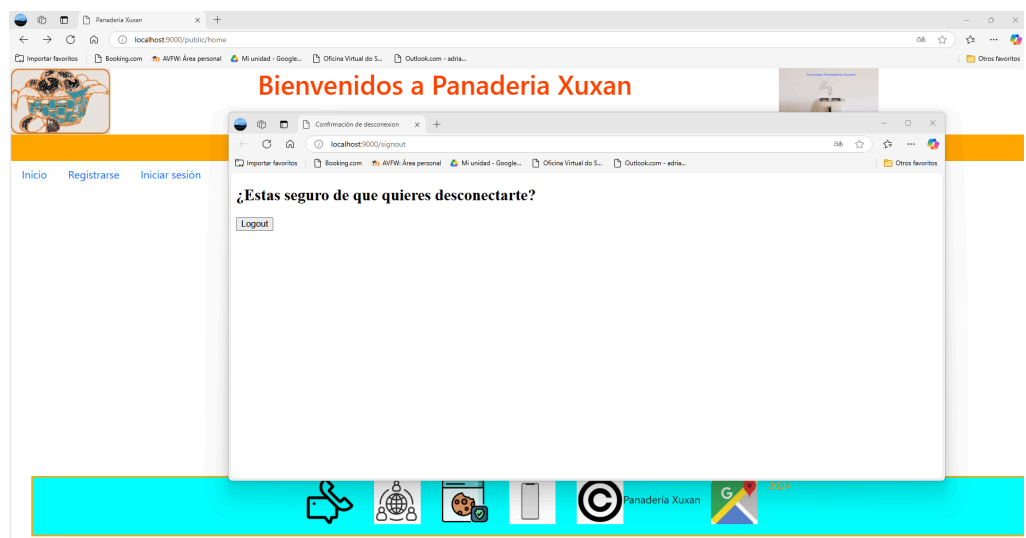 Panaderia Xuxan
localhost:9000/public/home
Importar favoritos
Booking.com
AVFW: Área personal
Mi unidad - Google...
Oficina Virtual do S...
Outlook.com - adria...
Otros favoritos
Bienvenidos a Panaderia Xuxan
Inicio
Registrarse
Iniciar sesión
Confirmación de desconexion
localhost:9000/signout
Importar favoritos
Booking.com
AVFW: Área personal
Mi unidad - Google...
Oficina Virtual do S...
Outlook.com - adria...
Otros favoritos
¿Estas seguro de que quieres desconectarte?
Logout
Panadería Xuxan
2024